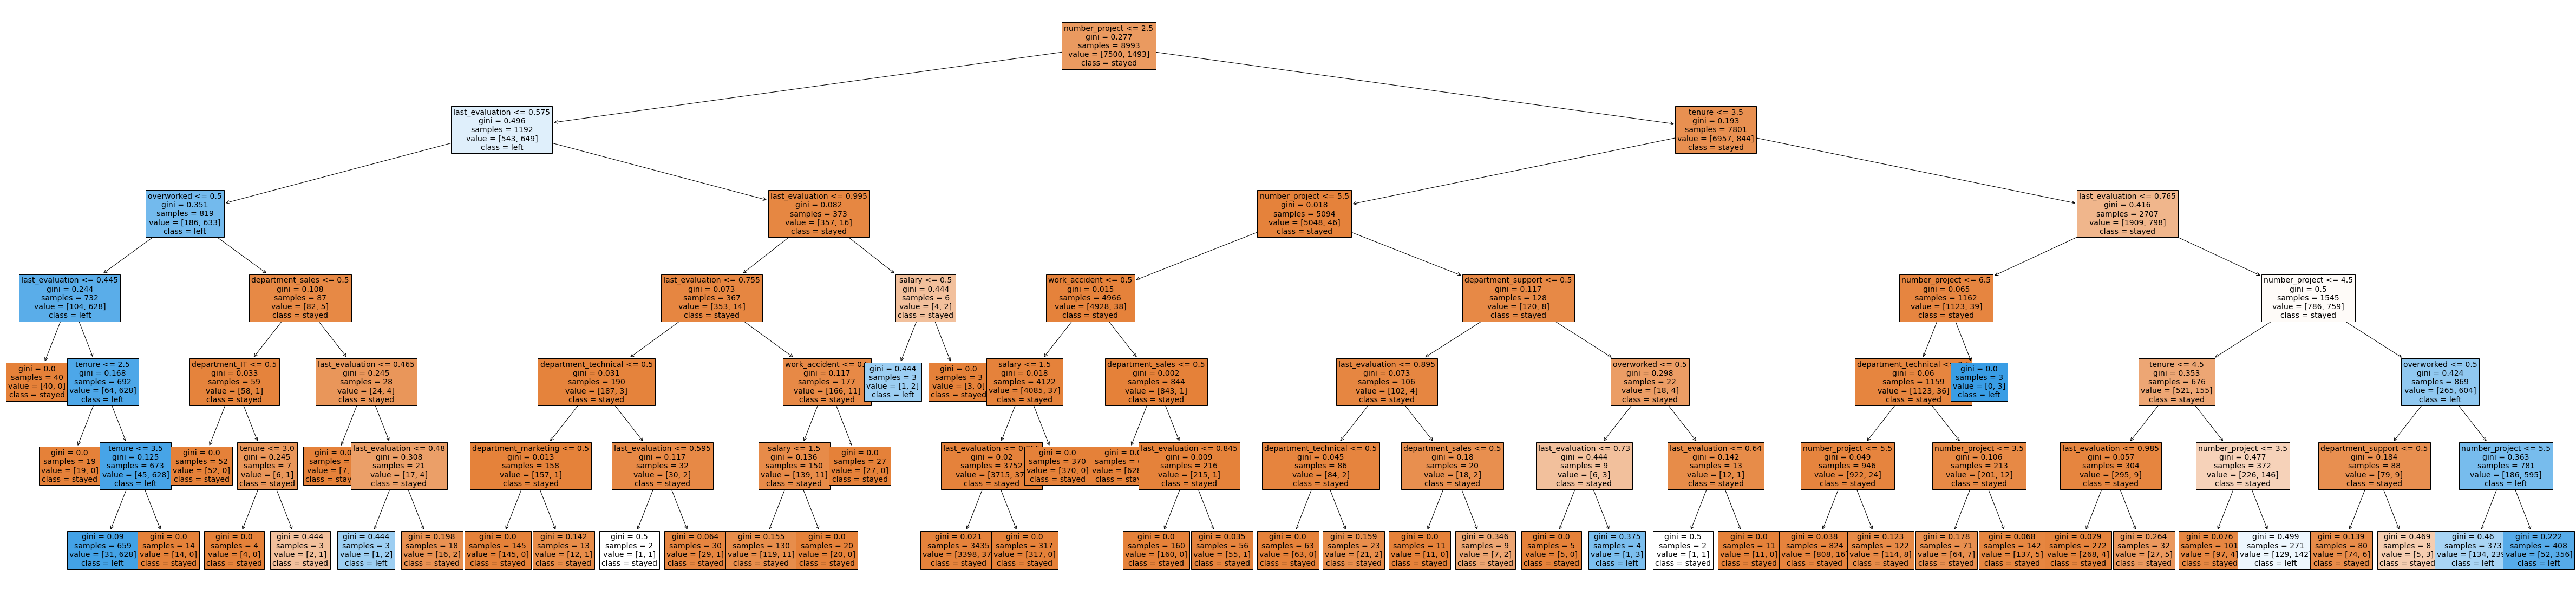 number_project <= 2.5
gini = 0.277
samples = 8993
value = [7500, 1493]
class = stayed
last_evaluation <= 0.575
gini = 0.496
samples = 1192
value = [543, 649]
class = left
tenure <= 3.5
gini = 0.193
samples = 7801
value = [6957, 844]
class = stayed
overworked <= 0.5
gini = 0.351
samples = 819
value = [186, 633]
class = left
last_evaluation <= 0.995
gini = 0.082
samples = 373
value = [357, 16]
class = stayed
number_project <= 5.5
gini = 0.018
samples = 5094
value = [5048, 46]
class = stayed
last_evaluation <= 0.765
gini = 0.416
samples = 2707
value = [1909, 798]
class = stayed
last_evaluation <= 0.445
gini = 0.244
samples = 732
value = [104, 628]
class = left
department_sales <= 0.5
gini = 0.108
samples = 87
value = [82, 5]
class = stayed
last_evaluation <= 0.755
gini = 0.073
samples = 367
value = [353, 14]
class = stayed
salary <= 0.5
gini = 0.444
samples = 6
value = [4, 2]
class = stayed
work_accident <= 0.5
gini = 0.015
samples = 4966
value = [4928, 38]
class = stayed
department_support <= 0.5
gini = 0.117
samples = 128
value = [120, 8]
class = stayed
number_project <= 6.5
gini = 0.065
samples = 1162
value = [1123, 39]
class = stayed
number_project <= 4.5
gini = 0.5
samples = 1545
value = [786, 759]
class = stayed
gini = 0.0
samples = 40
value = [40, 0]
class = stayed
tenure <= 2.5
gini = 0.168
samples = 692
value = [64, 628]
class = left
department_IT <= 0.5
gini = 0.033
samples = 59
value = [58, 1]
class = stayed
last_evaluation <= 0.465
gini = 0.245
samples = 28
value = [24, 4]
class = stayed
department_technical <= 0.5
gini = 0.031
samples = 190
value = [187, 3]
class = stayed
work_accident <=
gini = 0.117
samples = 177
value = [166, 11]
class = stayed
gini = 0.444
samples = 3
value = [1, 2]
class = left
gini = 0.0
samples = 3
value = [3, 0]
class = stayed
salary <= 1.5
gini = 0.018
samples = 4122
value = [4085, 37]
class = stayed
department_sales <= 0.5
gini = 0.002
samples = 844
value = [843, 1]
class = stayed
last_evaluation <= 0.895
gini = 0.073
samples = 106
value = [102, 4]
class = stayed
overworked <= 0.5
gini = 0.298
samples = 22
value = [18, 4]
class = stayed
department_technical
gini = 0.06
samples = 1159
value = [1123, 36]
class = stayed
gini = 0.0
samples = 3
value = [0, 3]
class = left
tenure <= 4.5
gini = 0.353
samples = 676
value = [521, 155]
class = stayed
overworked <= 0.5
gini = 0.424
samples = 869
value = [265, 604]
class = left
gini = 0.0
samples = 19
value = [19, 0]
class = stayed
tenure <= 3.5
gini = 0.125
samples = 673
value = [45, 628]
class = left
gini = 0.0
samples = 52
value = [52, 0]
class = stayed
tenure <= 3.0
gini = 0.245
samples = 7
value = [6, 1]
class = stayed
gini =
samples =
value = [7,
class =
last_evaluation <= 0.48
gini = 0.308
samples = 21
value = [17, 4]
class = stayed
department_marketing <= 0.5
gini = 0.013
samples = 158
value = [157, 1]
class = stayed
last_evaluation <= 0.595
gini = 0.117
samples = 32
value = [30, 2]
class = stayed
salary <= 1.5
gini = 0.136
samples = 150
value = [139, 11]
class = stayed
gini = 0.0
samples = 27
value = [27, 0]
class = stayed
last_evaluation <=
gini = 0.02
samples = 3752
value = [3715,
class = stayed
gini = 0.0
samples = 370
value = [370, 0]
class = stayed
gini =
samples =
value =
class =
last_evaluation <= 0.845
gini = 0.009
samples = 216
value = [215, 1]
class = stayed
department_technical <= 0.5
gini = 0.045
samples = 86
value = [84, 2]
class = stayed
department_sales <= 0.5
gini = 0.18
samples = 20
value = [18, 2]
class = stayed
last_evaluation <= 0.73
gini = 0.444
samples = 9
value = [6, 3]
class = stayed
last_evaluation <= 0.64
gini = 0.142
samples = 13
value = [12, 1]
class = stayed
number_project <= 5.5
gini = 0.049
samples = 946
value = [922, 24]
class = stayed
number_project <= 3.5
gini = 0.106
samples = 213
value = [201, 12]
class = stayed
last_evaluation <= 0.985
gini = 0.057
samples = 304
value = [295, 9]
class = stayed
number_project <= 3.5
gini = 0.477
samples = 372
value = [226, 146]
class = stayed
department_support <= 0.5
gini = 0.184
samples = 88
value = [79, 9]
class = stayed
number_project <= 5.5
gini = 0.363
samples = 781
value = [186, 595]
class = left
gini = 0.09
samples = 659
value = [31, 628]
class = left
gini = 0.0
samples = 14
value = [14, 0]
class = stayed
gini = 0.0
samples = 4
value = [4, 0]
class = stayed
gini = 0.444
samples = 3
value = [2, 1]
class = stayed
gini = 0.444
samples = 3
value = [1, 2]
class = left
gini = 0.198
samples = 18
value = [16, 2]
class = stayed
gini = 0.0
samples = 145
value = [145, 0]
class = stayed
gini = 0.142
samples = 13
value = [12, 1]
class = stayed
gini = 0.5
samples = 2
value = [1, 1]
class = stayed
gini = 0.064
samples = 30
value = [29, 1]
class = stayed
gini = 0.155
samples = 130
value = [119, 11]
class = stayed
gini = 0.0
samples = 20
value = [20, 0]
class = stayed
gini = 0.021
samples = 3435
value = [3398,
class = stayed
gini = 0.0
samples = 317
value = [317, 0]
class = stayed
gini = 0.0
samples = 160
value = [160, 0]
class = stayed
gini = 0.035
samples = 56
value = [55, 1]
class = stayed
gini = 0.0
samples = 63
value = [63, 0]
class = stayed
gini = 0.159
samples = 23
value = [21, 2]
class = stayed
gini = 0.0
samples = 11
value = [11, 0]
class = stayed
gini = 0.346
samples = 9
value = [7, 2]
class = stayed
gini = 0.0
samples = 5
value = [5, 0]
class = stayed
gini = 0.375
samples = 4
value = [1, 3]
class = left
gini = 0.5
samples = 2
value = [1, 1]
class = stayed
gini = 0.0
samples = 11
value = [11, 0]
class = stayed
gini = 0.038
samples = 824
value = [808, 16]
class = stayed
gini = 0.123
samples = 122
value = [114, 8]
class = stayed
gini = 0.178
samples = 71
value = [64, 7]
class = stayed
gini = 0.068
samples = 142
value = [137, 5]
class = stayed
gini = 0.029
samples = 272
value = [268, 4]
class = stayed
gini = 0.264
samples = 32
value = [27, 5]
class = stayed
gini = 0.076
samples = 101
value = [97, 4]
class = stayed
gini = 0.499
samples = 271
value = [129, 142]
class = left
gini = 0.139
samples = 80
value = [74, 6]
class = stayed
gini = 0.469
samples = 8
value = [5, 3]
class = stayed
gini = 0.46
samples = 373
value = [134,
class = left
gini = 0.222
samples = 408
value = [52, 356]
class = left